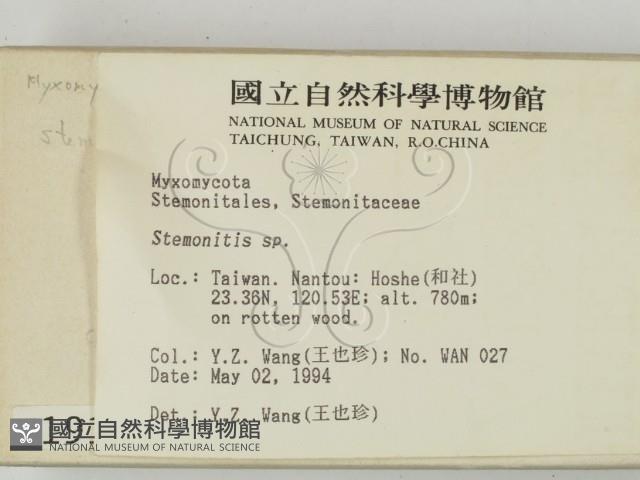 Myxomy
stem
國立自然科學博物館
NATIONAL MUSEUM OF NATURAL SCIENCE
TAICHUNG, TAIWAN, R.O.CHINA
Myxomycota
Stemonitales, Stemonitaceae
Stemonitis sp.
Loc.: Taiwan. Nantou: Hoshe(和社)
23.36N, 120.53E; alt. 780m;
on rotten wood.
Col.: Y.Z. Wang(王也珍); No. WAN 027
Date: May 02, 1994
Det.: Y.Z. Wang(王也珍)
國立自然科學博物館
NATIONAL MUSEUM OF NATURAL SCIENCE